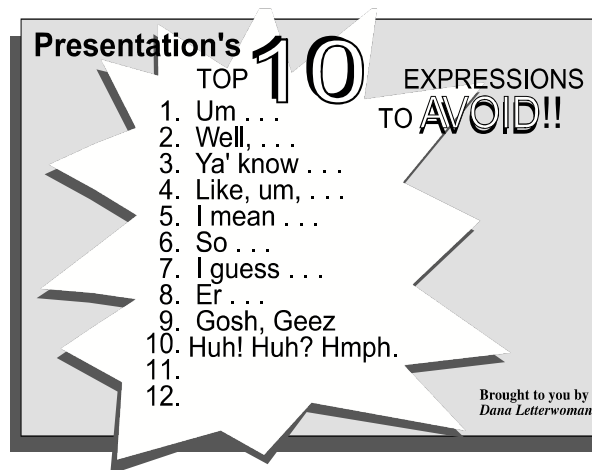 Presentation's
TOP 10 EXPRESSIONS
TO AVOID!!
1. Um . . .
2. Well, . . .
3. Ya' know . . .
4. Like, um, . . .
5. I mean . . .
6. So . . .
7. I guess . . .
8. Er . . .
9. Gosh, Geez
10. Huh! Huh? Hmph.
11.
12.
Brought to you by
Dana Letterwoman